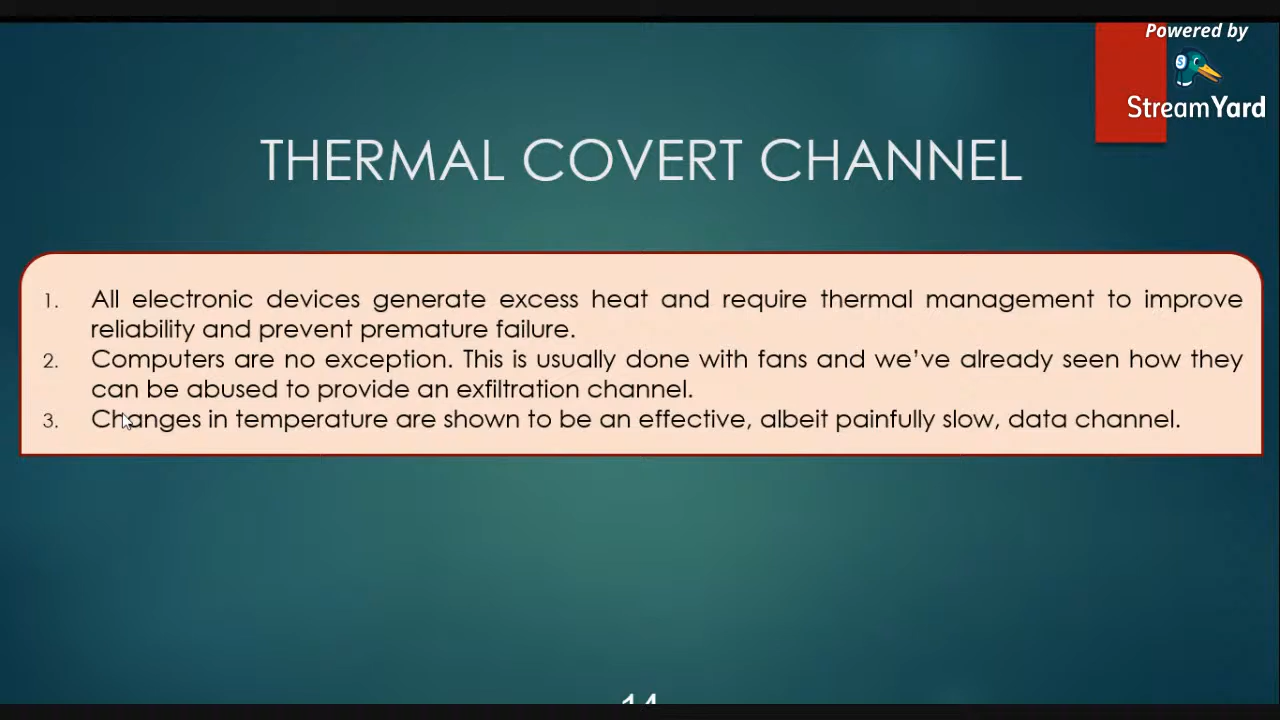 Powered by
StreamYard
THERMAL COVERT CHANNEL
1. All electronic devices generate excess heat and require thermal management to improve
reliability and prevent premature failure.
2. Computers are no exception. This is usually done with fans and we've already seen how they
can be abused to provide an exfiltration channel.
3. Changes in temperature are shown to be an effective, albeit painfully slow, data channel.
14